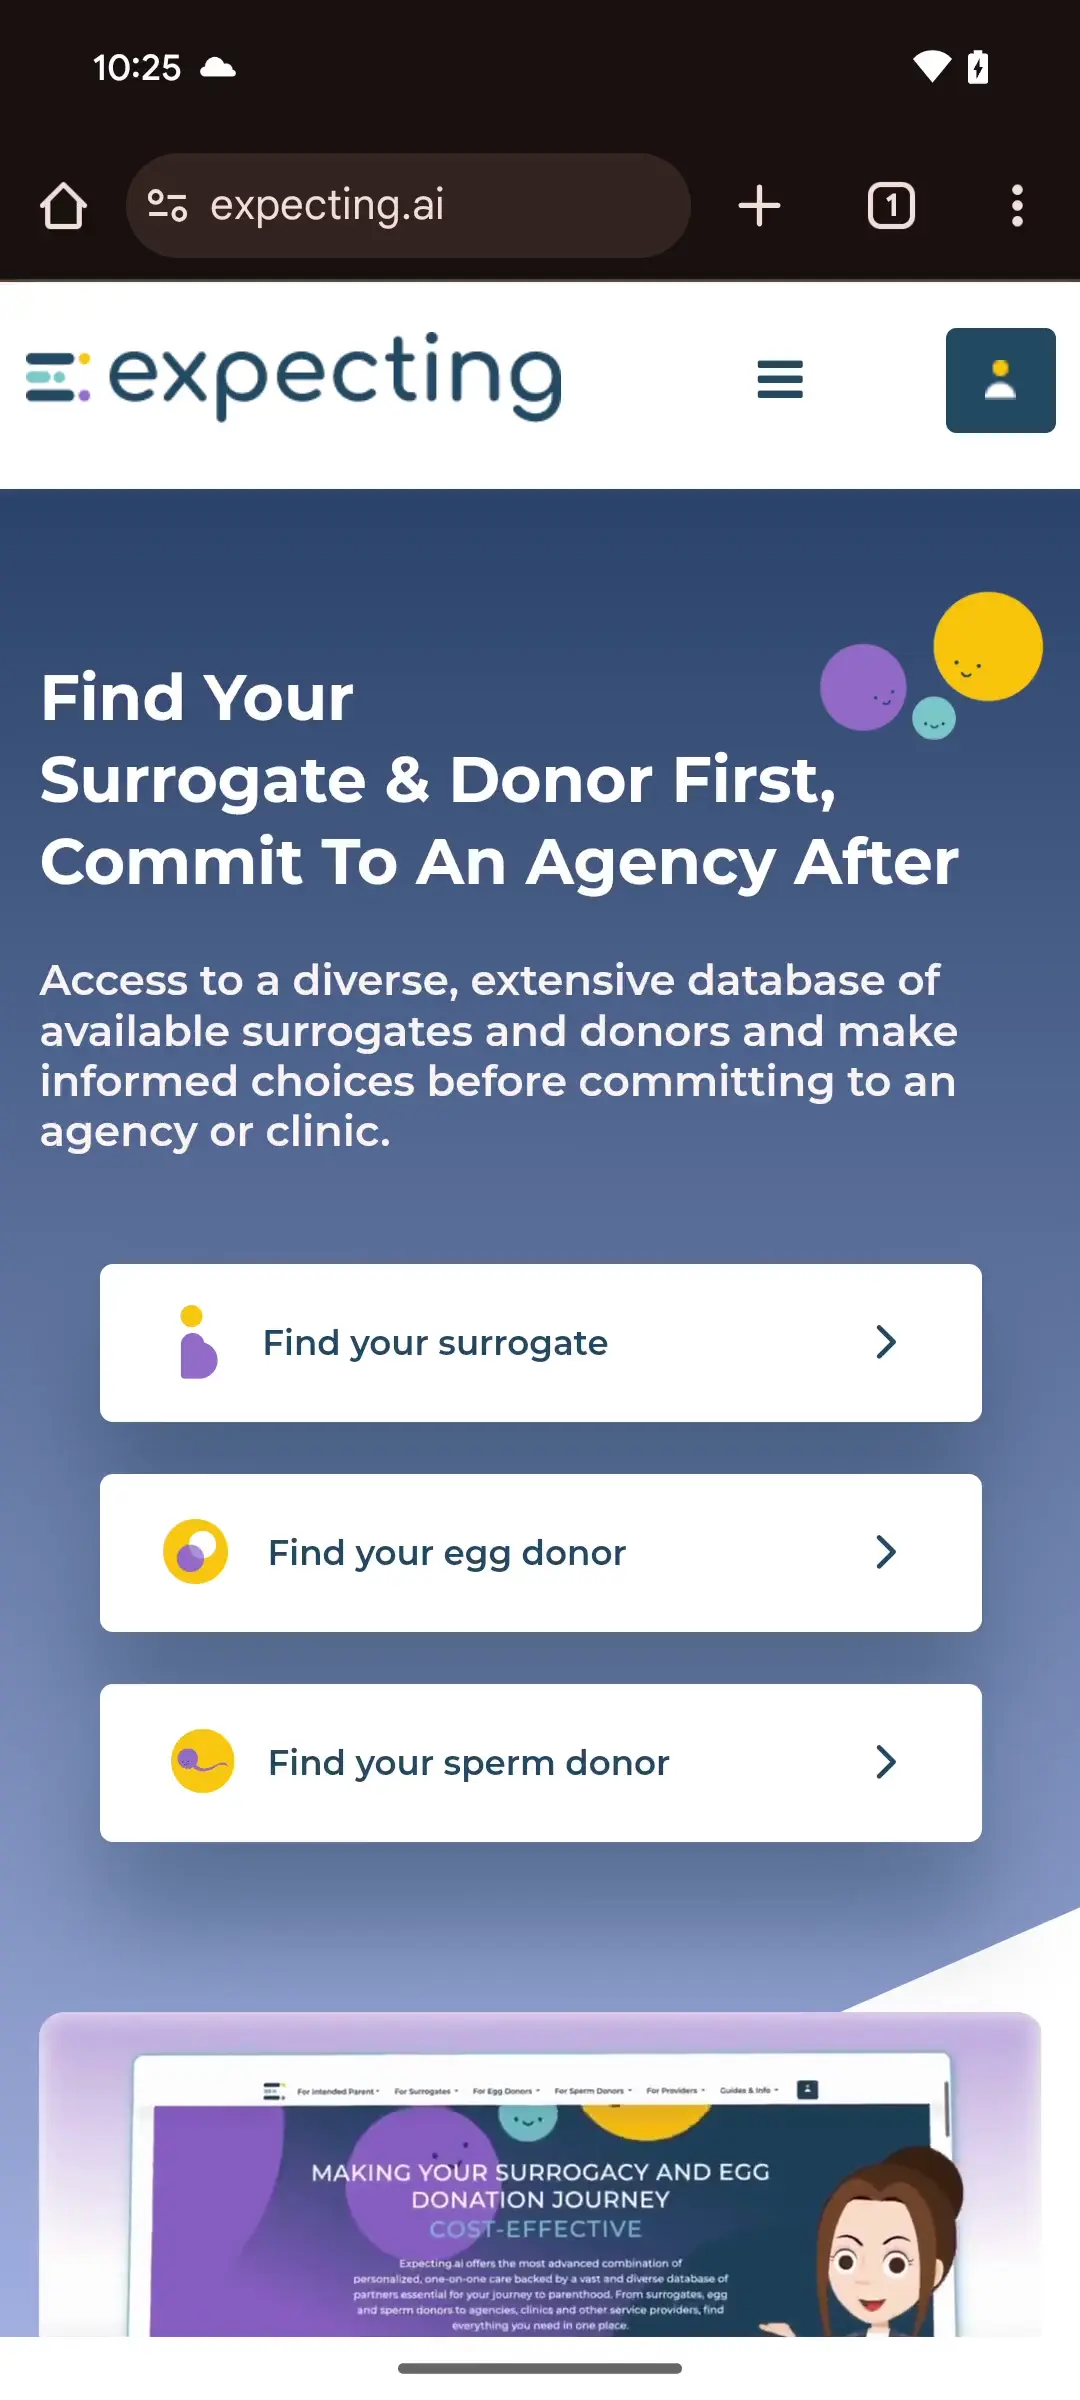 10:25
expecting.ai
1
expecting
Find Your
Surrogate & Donor First,
Commit To An Agency After
Access to a diverse, extensive database of
available surrogates and donors and make
informed choices before committing to an
agency or clinic.
Find your surrogate
Find your egg donor
Find your sperm donor
For Intended Parent For Surrogates For Egg Donors For Sperm Donors For Providers Guides & Info
MAKING YOUR SURROGACY AND EGG
DONATION JOURNEY
COST-EFFECTIVE
Expecting.ai offers the most advanced combination of
personalized, one-on-one care backed by a vast and diverse database of
partners essential for your journey to parenthood. From surrogates, egg
and sperm donors to agencies, clinics and other service providers, find
everything you need in one place.